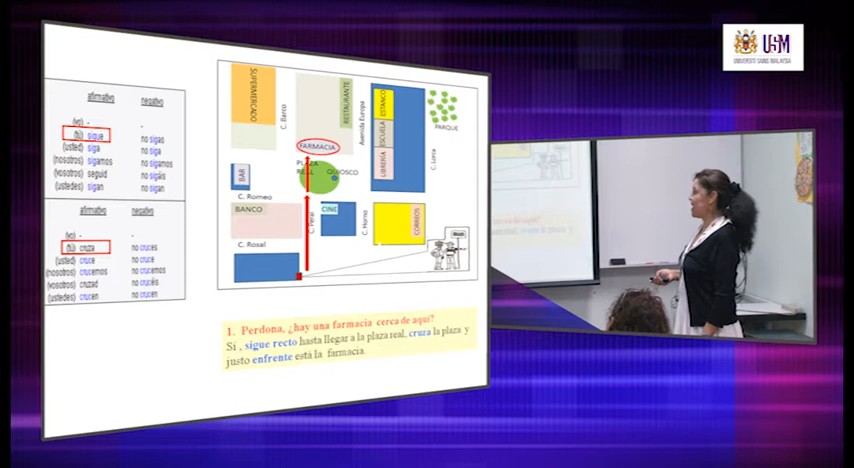 USM
UNIVERSITI SAINS MALAYSIA
afirmativo negativo
(yo) - -
(tú) sigue no sigas
(usted) siga no siga
(nosotros) sigamos no sigamos
(vosotros) seguid no sigáis
(ustedes) sigan no sigan
afirmativo negativo
(yo) - -
(tú) cruza no cruces
(usted) cruce no cruce
(nosotros) crucemos no crucemos
(vosotros) cruzad no crucéis
(ustedes) crucen no crucen
SUPERMERCADO
C. Barco
RESTAURANTE
Avenida Europa
ESTANCO
ESCUELA
LIBRERÍA
PARQUE
C. Lorca
FARMACIA
PLAZA
REAL QUIOSCO
BAR
C. Romeo
BANCO
C. Peral
CINE
C. Horno
CORREOS
C. Rosal
1. Perdona, ¿hay una farmacia cerca de aquí?
Sí , sigue recto hasta llegar a la plaza real, cruza la plaza y
justo enfrente está la farmacia.